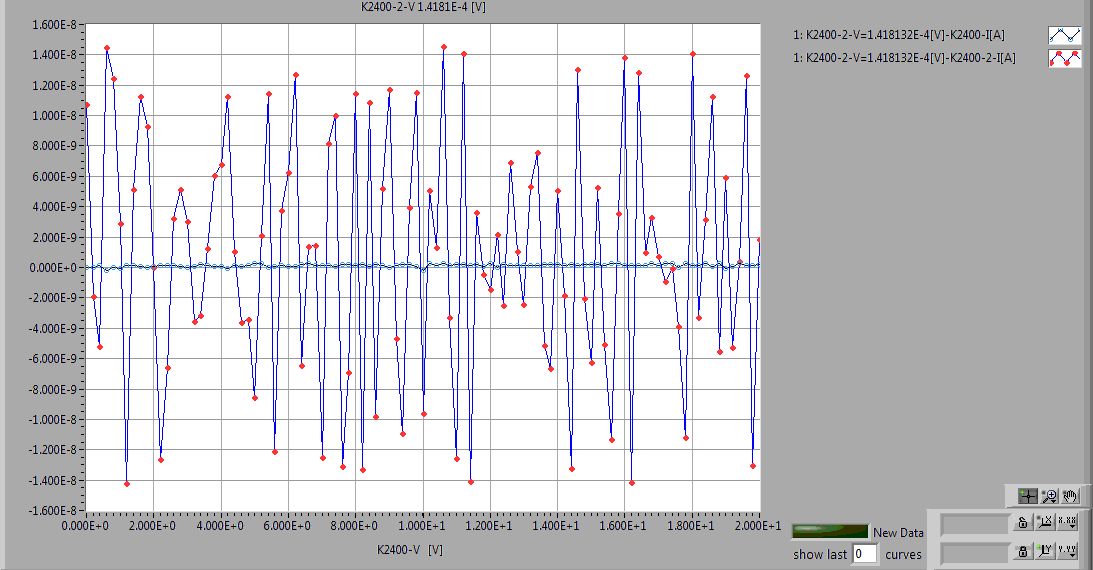 K2400-2-V 1.4181E-4 [V]
1.600E-8
1.400E-8
1.200E-8
1.000E-8
8.000E-9
6.000E-9
4.000E-9
2.000E-9
0.000E+0
-2.000E-9
-4.000E-9
-6.000E-9
-8.000E-9
-1.000E-8
-1.200E-8
-1.400E-8
-1.600E-8
0.000E+0 2.000E+0 4.000E+0 6.000E+0 8.000E+0 1.000E+1 1.200E+1 1.400E+1 1.600E+1 1.800E+1 2.000E+1
K2400-V [V]
1: K2400-2-V=1.418132E-4[V]-K2400-I[A]
1: K2400-2-V=1.418132E-4[V]-K2400-2-I[A]
New Data
show last 0 curves
X X.XX
Y Y.YY